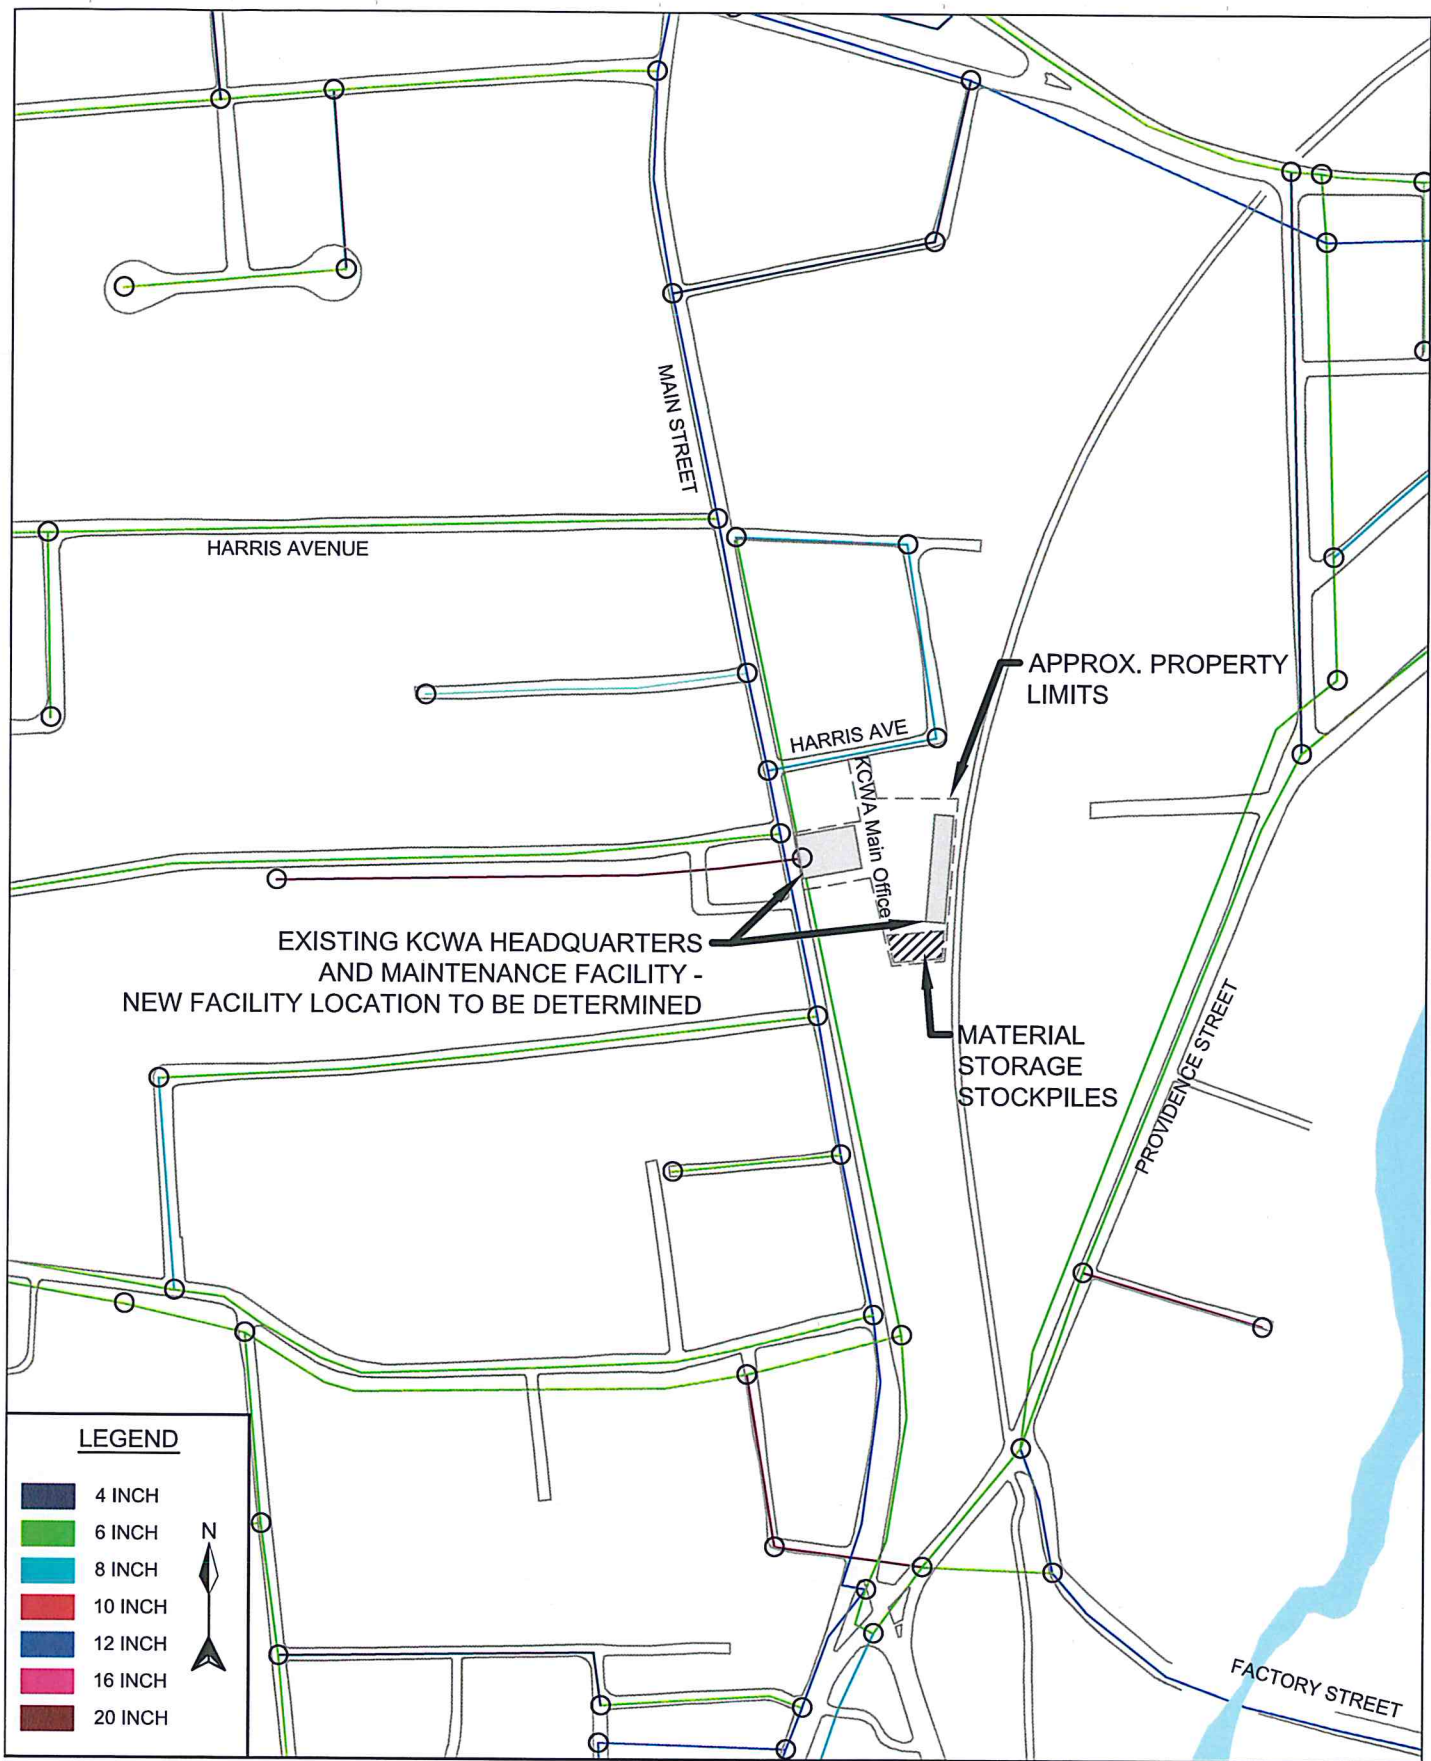 MAIN STREET
HARRIS AVENUE
APPROX. PROPERTY
LIMITS
HARRIS AVE
KCWA Main Office
EXISTING KCWA HEADQUARTERS
AND MAINTENANCE FACILITY -
NEW FACILITY LOCATION TO BE DETERMINED
MATERIAL
STORAGE
STOCKPILES
PROVIDENCE STREET
FACTORY STREET
LEGEND
4 INCH
6 INCH
8 INCH
10 INCH
12 INCH
16 INCH
20 INCH
N